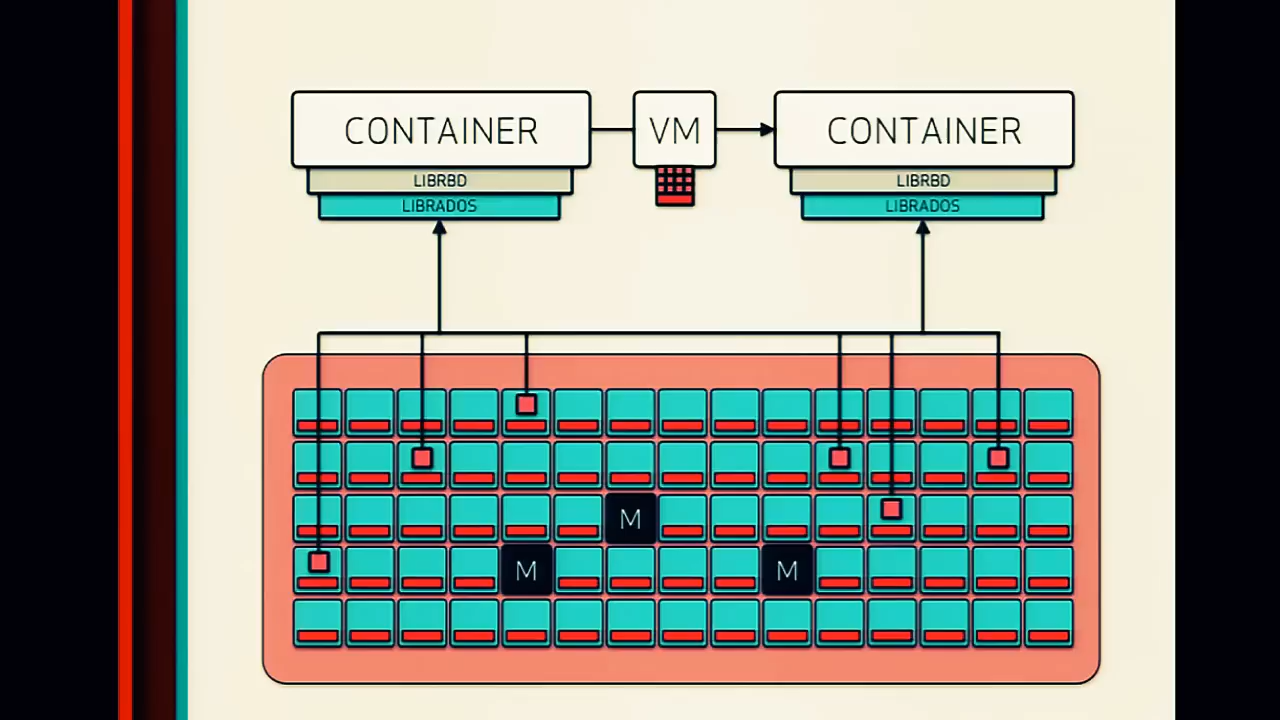 CONTAINER
VM
CONTAINER
LIBRBD
LIBRBD
LIBRADOS
LIBRADOS
M
M
M